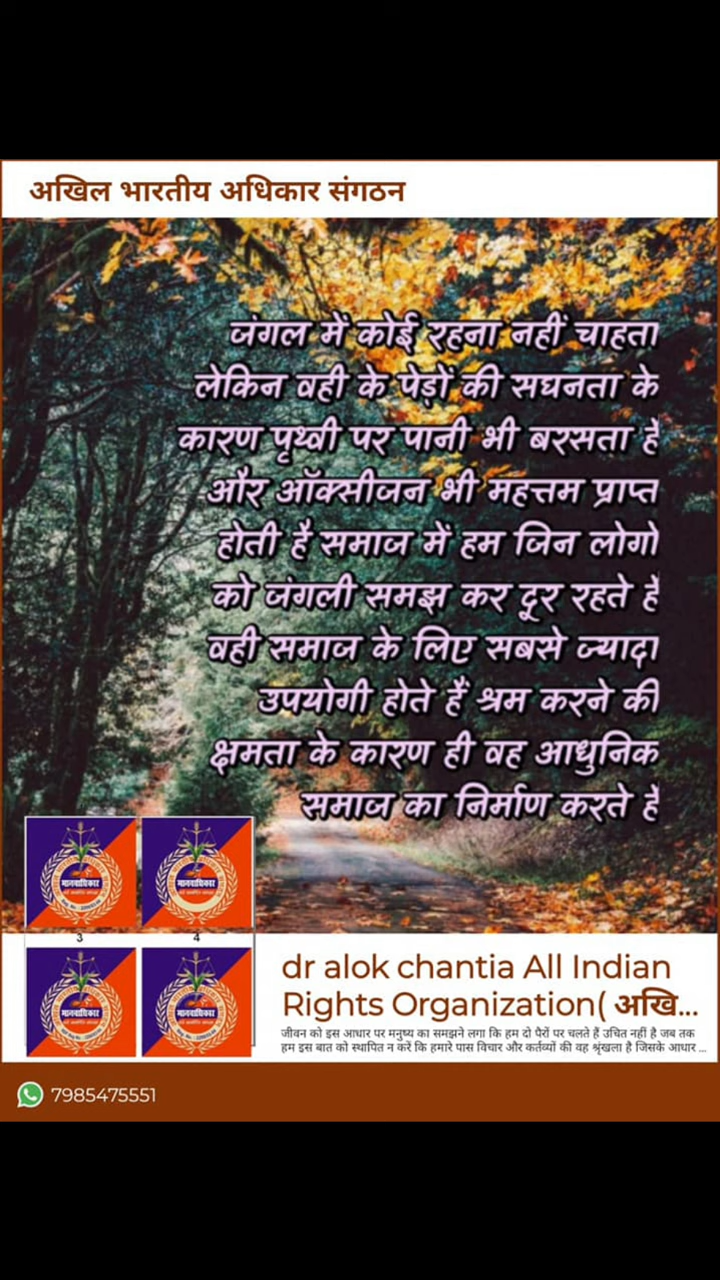 अखिल भारतीय अधिकार संगठन
जंगल में कोई रहना नहीं चाहता
लेकिन वही के पेड़ों की सघनता के
कारण पृथ्वी पर पानी भी बरसता है
और ऑक्सीजन भी महत्तम प्राप्त
होती है समाज में हम जिन लोगो
को जंगली समझ कर दूर रहते हैं
वही समाज के लिए सबसे ज्यादा
उपयोगी होते हैं श्रम करने की
क्षमता के कारण ही वह आधुनिक
समाज का निर्माण करते हैं
मानवाधिकार
मानवाधिकार
3
4
मानवाधिकार
मानवाधिकार
dr alok chantia All Indian
Rights Organization( अखि...
जीवन को इस आधार पर मनुष्य का समझने लगा कि हम दो पैरों पर चलते हैं उचित नहीं है जब तक
हम इस बात को स्थापित न करें कि हमारे पास विचार और कर्तव्यों की वह श्रृंखला है जिसके आधार ...
7985475551